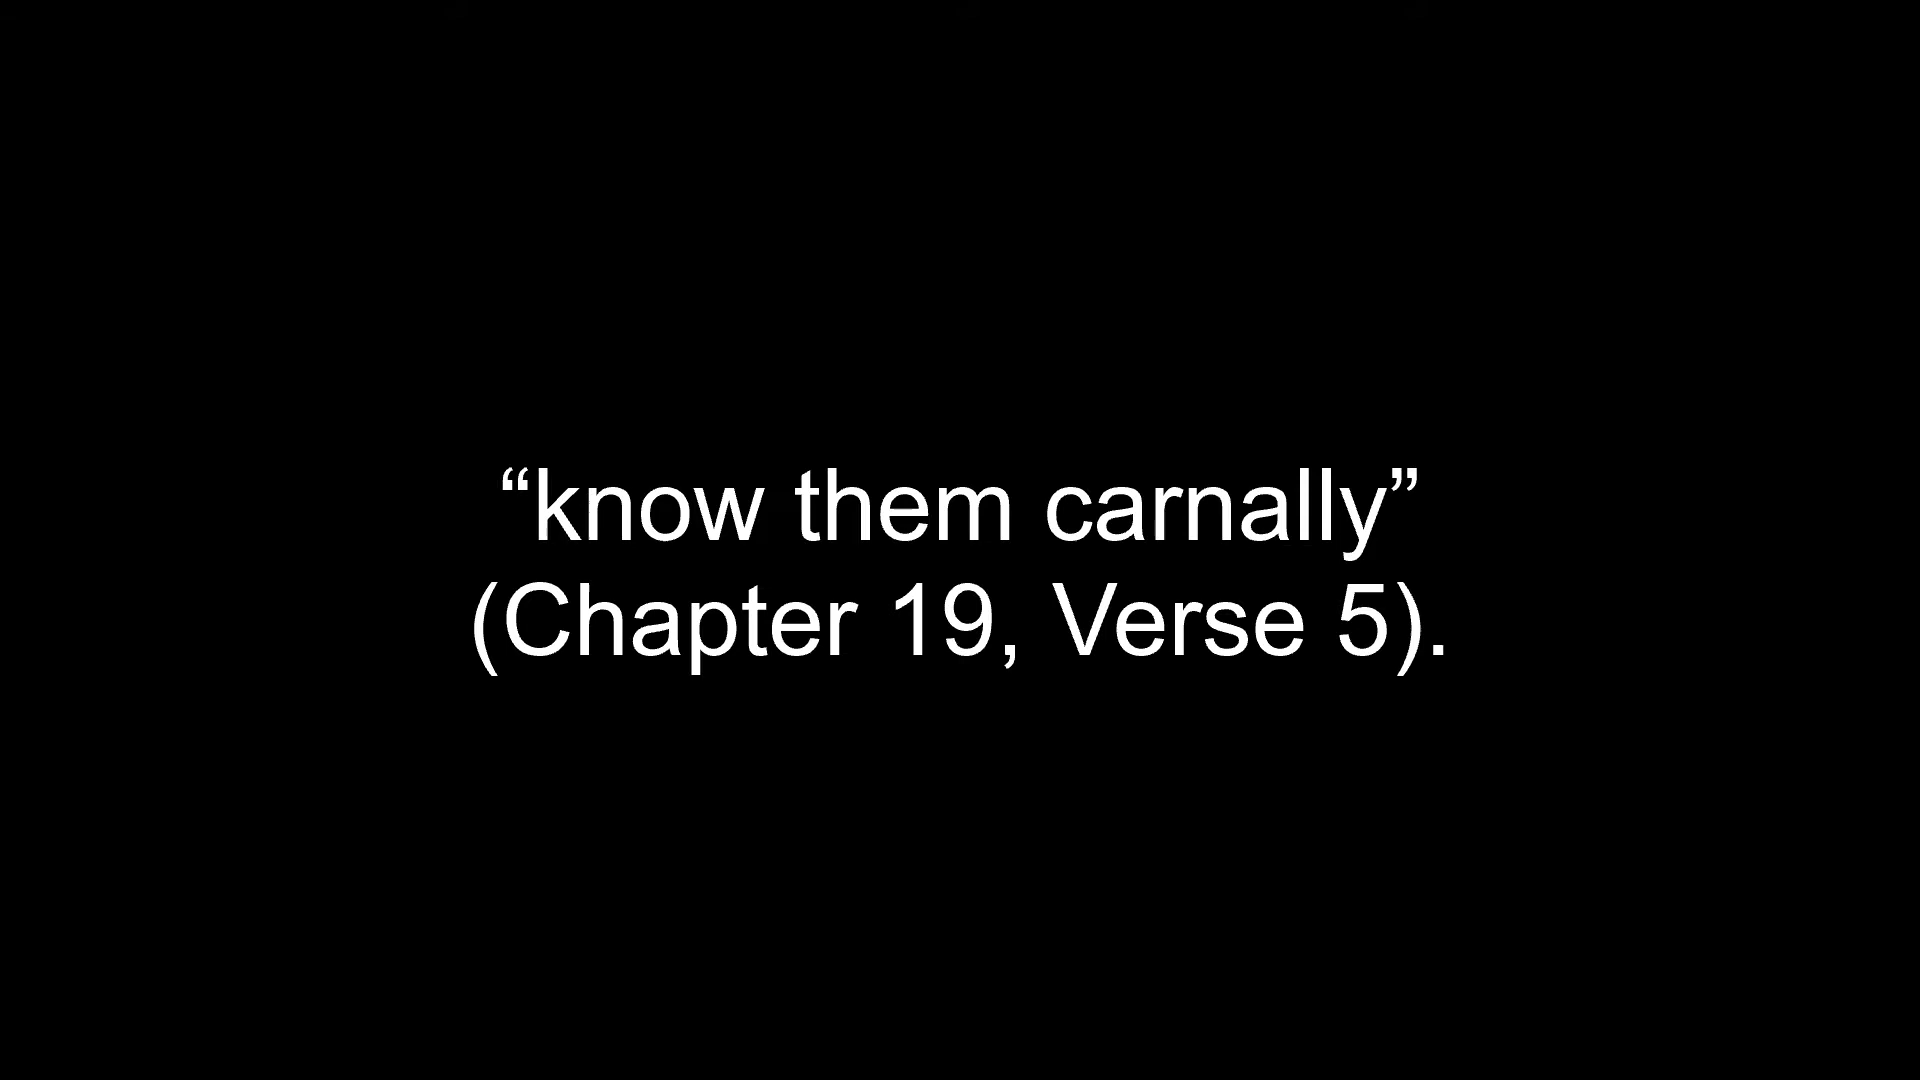 “know them carnally”
(Chapter 19, Verse 5).